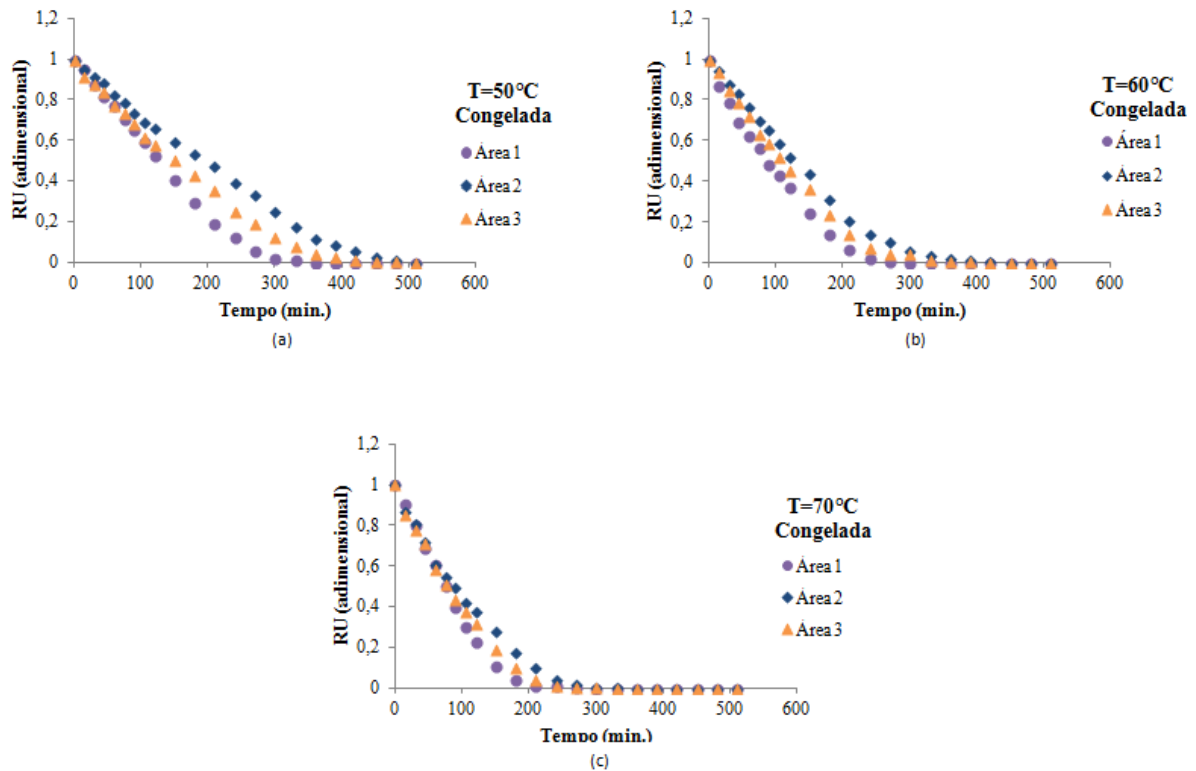 1,2
1
0,8
0,6
0,4
0,2
0
RU (adimensional)
0 100 200 300 400 500 600
Tempo (min.)
T=50°C
Congelada
Área 1
Área 2
Área 3
(a)
1,2
1
0,8
0,6
0,4
0,2
0
RU (adimensional)
0 100 200 300 400 500 600
Tempo (min.)
T=60°C
Congelada
Área 1
Área 2
Área 3
(b)
1,2
1
0,8
0,6
0,4
0,2
0
RU (adimensional)
0 100 200 300 400 500 600
Tempo (min.)
T=70°C
Congelada
Área 1
Área 2
Área 3
(c)